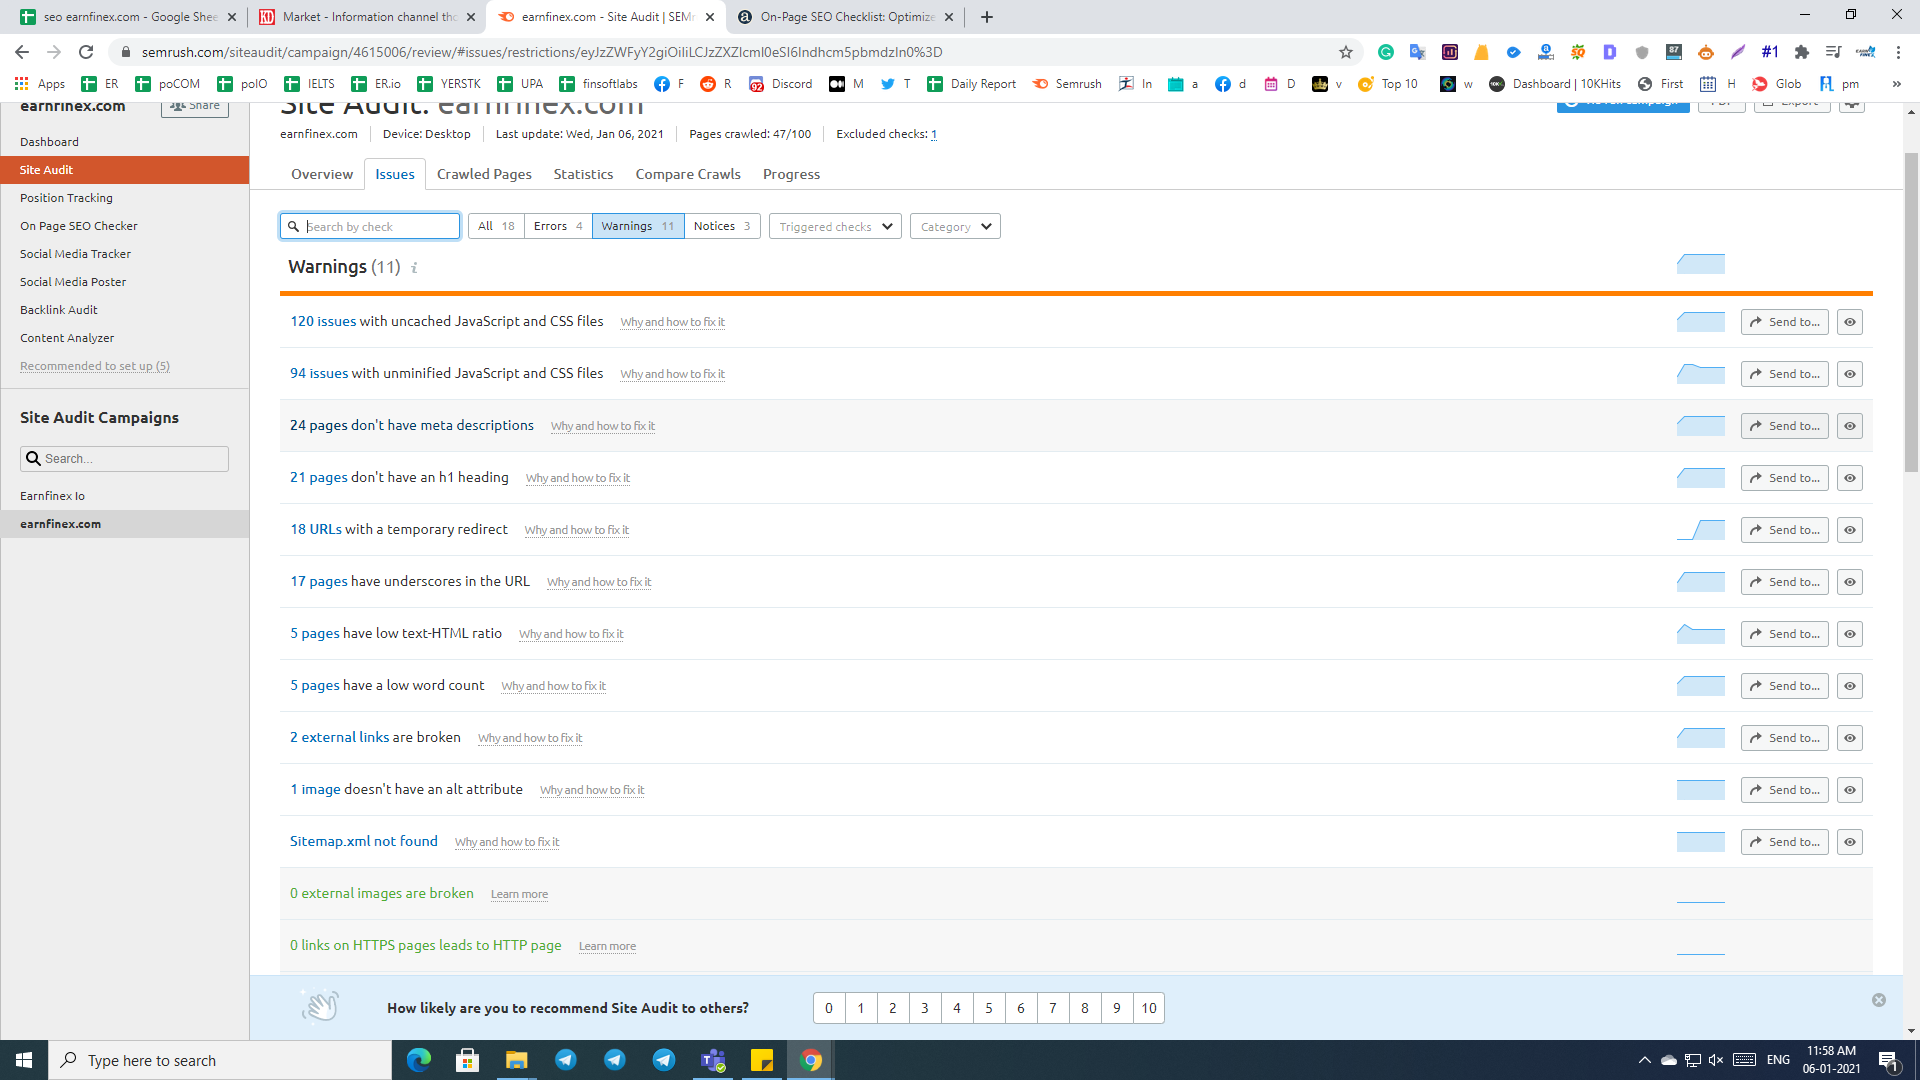 seo earnfinex.com - Google Shee
Market - Information channel tho
earnfinex.com - Site Audit | SEMr
On-Page SEO Checklist: Optimize
semrush.com/siteaudit/campaign/4615006/review/#issues/restrictions/
87
#1
Apps
ER
poCOM
poIO
IELTS
ER.io
YERSTK
UPA
finsoftlabs
F
R
Discord
M
T
Daily Report
Semrush
In
a
d
D
v
Top 10
w
Dashboard | 10KHits
First
H
Glob
pm
»
earnfinex.com
Share
Dashboard
Site Audit
Position Tracking
On Page SEO Checker
Social Media Tracker
Social Media Poster
Backlink Audit
Content Analyzer
Recommended to set up (5)
Site Audit Campaigns
Search...
Earnfinex Io
earnfinex.com
Site Audit: earnfinex.com
Export
earnfinex.com
Device: Desktop
Last update: Wed, Jan 06, 2021
Pages crawled: 47/100
Excluded checks: 1
Overview
Issues
Crawled Pages
Statistics
Compare Crawls
Progress
Search by check
All 18
Errors 4
Warnings 11
Notices 3
Triggered checks
Category
Warnings (11) i
120 issues with uncached JavaScript and CSS files Why and how to fix it Send to...
94 issues with unminified JavaScript and CSS files Why and how to fix it Send to...
24 pages don't have meta descriptions Why and how to fix it Send to...
21 pages don't have an h1 heading Why and how to fix it Send to...
18 URLs with a temporary redirect Why and how to fix it Send to...
17 pages have underscores in the URL Why and how to fix it Send to...
5 pages have low text-HTML ratio Why and how to fix it Send to...
5 pages have a low word count Why and how to fix it Send to...
2 external links are broken Why and how to fix it Send to...
1 image doesn't have an alt attribute Why and how to fix it Send to...
Sitemap.xml not found Why and how to fix it Send to...
0 external images are broken Learn more
0 links on HTTPS pages leads to HTTP page Learn more
How likely are you to recommend Site Audit to others?
0 1 2 3 4 5 6 7 8 9 10
Type here to search
ENG
11:58 AM
06-01-2021
1